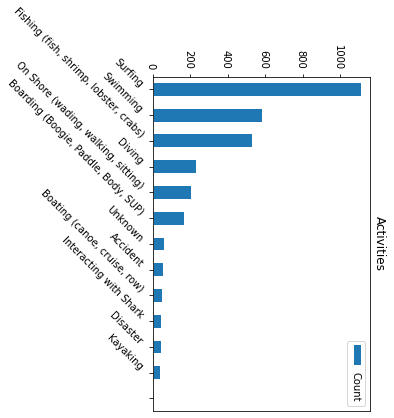 Activities
Count
0
200
400
600
800
1000
Surfing
Swimming
Fishing (fish, shrimp, lobster, crabs)
Diving
On Shore (wading, walking, sitting)
Boarding (Boogie, Paddle, Body, SUP)
Unknown
Accident
Boating (canoe, cruise, row)
Interacting with Shark
Disaster
Kayaking